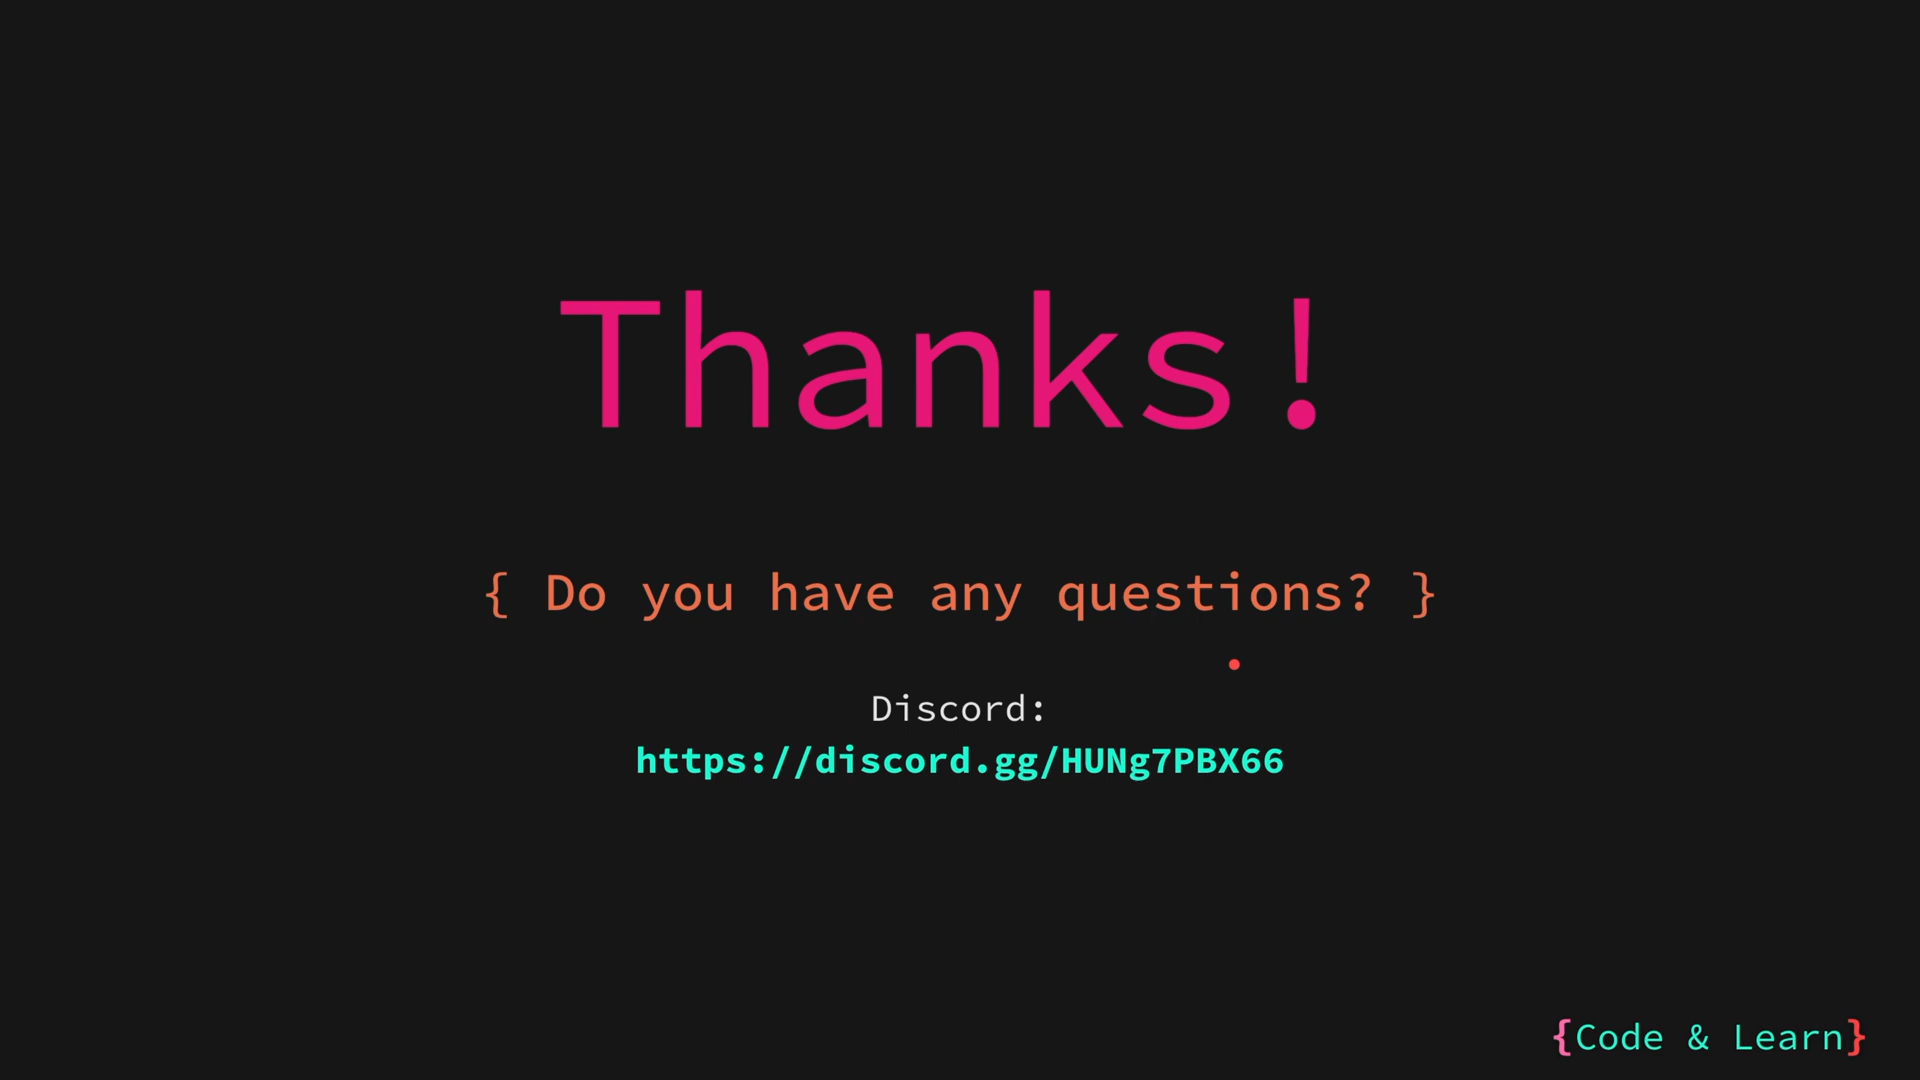 Thanks!
{ Do you have any questions? }
Discord:
https://discord.gg/HUNg7PBX66
{Code & Learn}